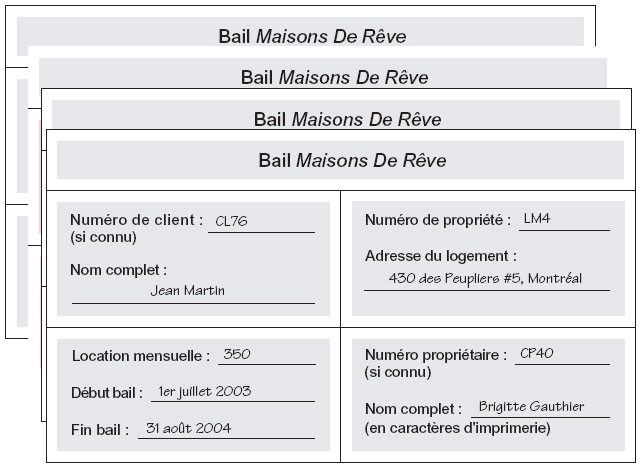 Bail Maisons De Rêve
Bail Maisons De Rêve
Bail Maisons De Rêve
Bail Maisons De Rêve
Numéro de client : CL76
(si connu)
Nom complet :
Jean Martin
Numéro de propriété : LM4
Adresse du logement :
430 des Peupliers #5, Montréal
Location mensuelle : 350
Début bail : 1er juillet 2003
Fin bail : 31 août 2004
Numéro propriétaire : CP40
(si connu)
Nom complet : Brigitte Gauthier
(en caractères d'imprimerie)